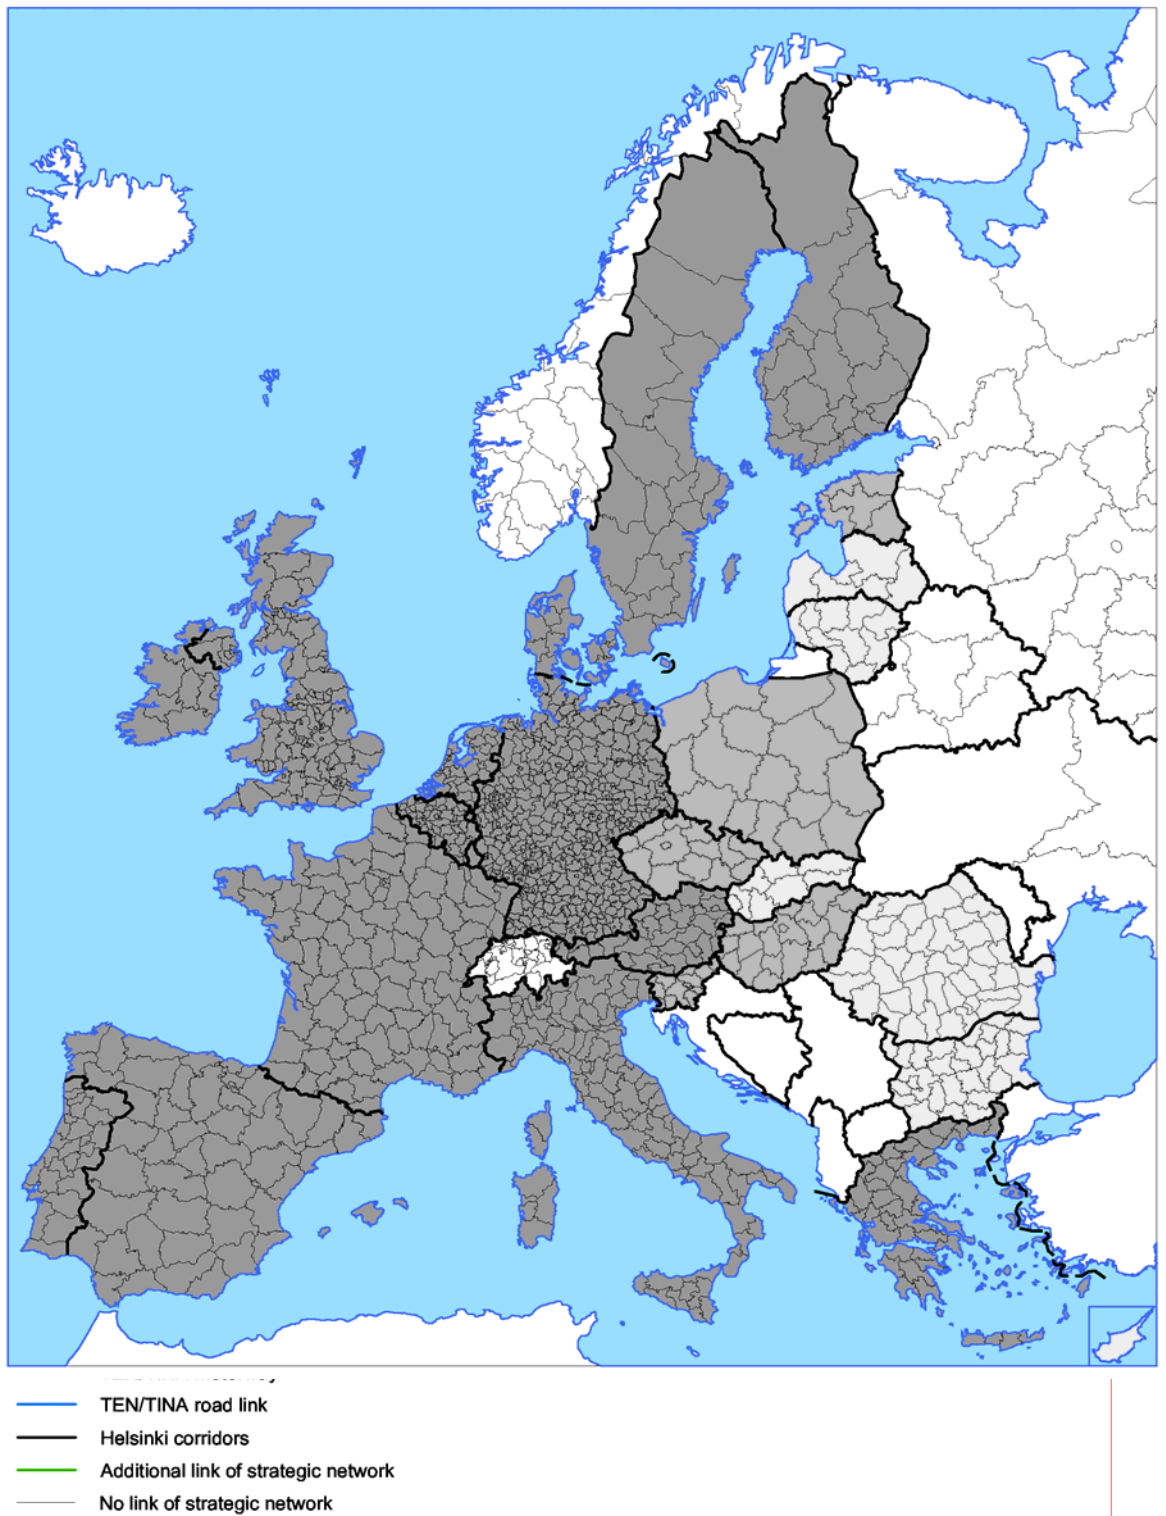 TEN/TINA road link
Helsinki corridors
Additional link of strategic network
No link of strategic network